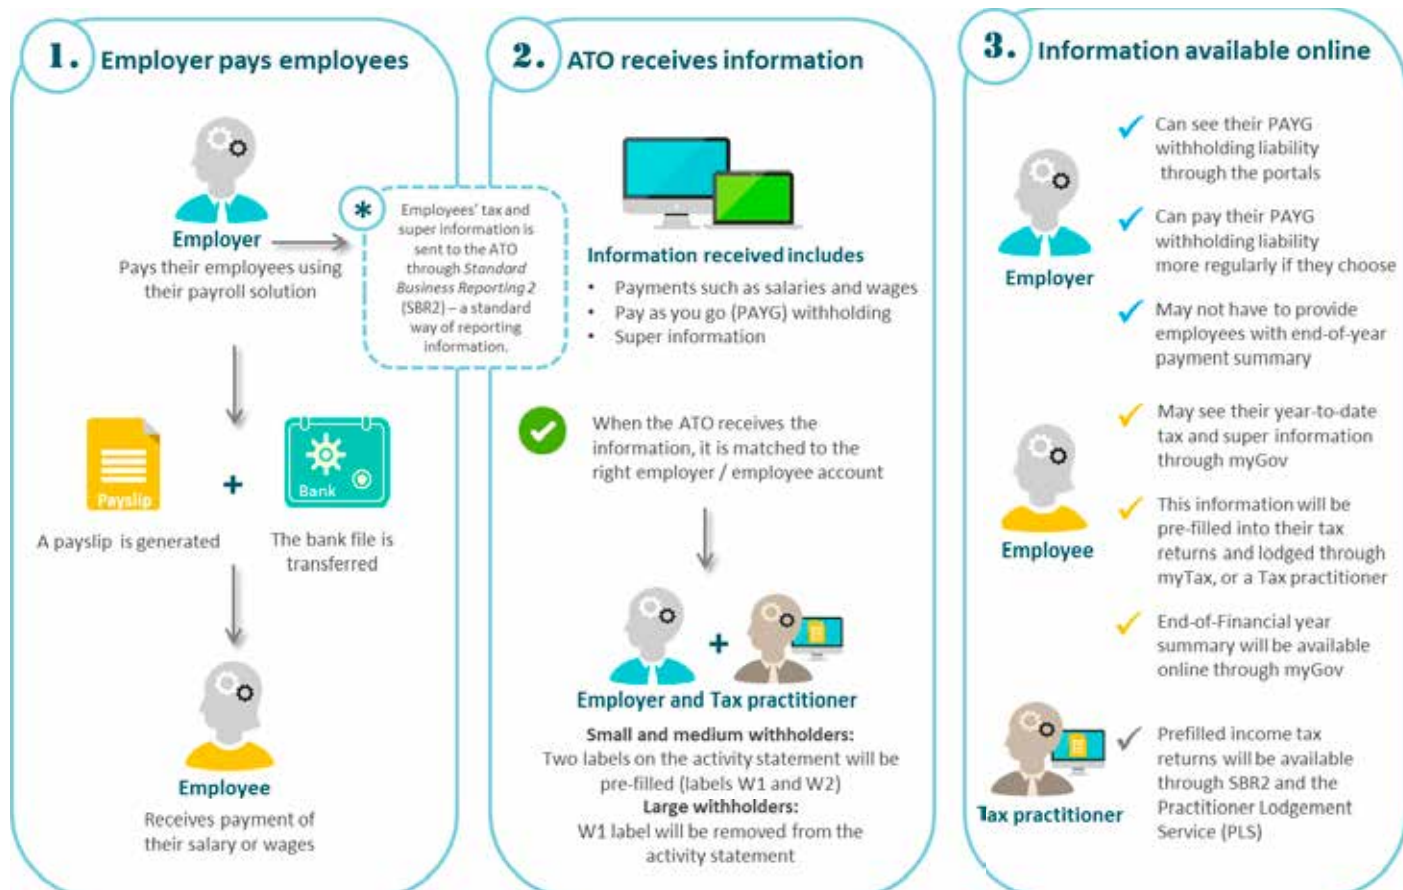 1. Employer pays employees
Employer
Pays their employees using
their payroll solution
*
Employees' tax and
super information is
sent to the ATO
through Standard
Business Reporting 2
(SBR2) – a standard
way of reporting
information.
Payslip
+
Bank
A payslip is generated
The bank file is
transferred
Employee
Receives payment of
their salary or wages
2. ATO receives information
Information received includes
• Payments such as salaries and wages
• Pay as you go (PAYG) withholding
• Super information
When the ATO receives the
information, it is matched to the
right employer / employee account
+
Employer and Tax practitioner
Small and medium withholders:
Two labels on the activity statement will be
pre-filled (labels W1 and W2)
Large withholders:
W1 label will be removed from the
activity statement
3. Information available online
Employer
Can see their PAYG
withholding liability
through the portals
Can pay their PAYG
withholding liability
more regularly if they choose
May not have to provide
employees with end-of-year
payment summary
Employee
May see their year-to-date
tax and super information
through myGov
This information will be
pre-filled into their tax
returns and lodged through
myTax, or a Tax practitioner
End-of-Financial year
summary will be available
online through myGov
Tax practitioner
Prefilled income tax
returns will be available
through SBR2 and the
Practitioner Lodgement
Service (PLS)